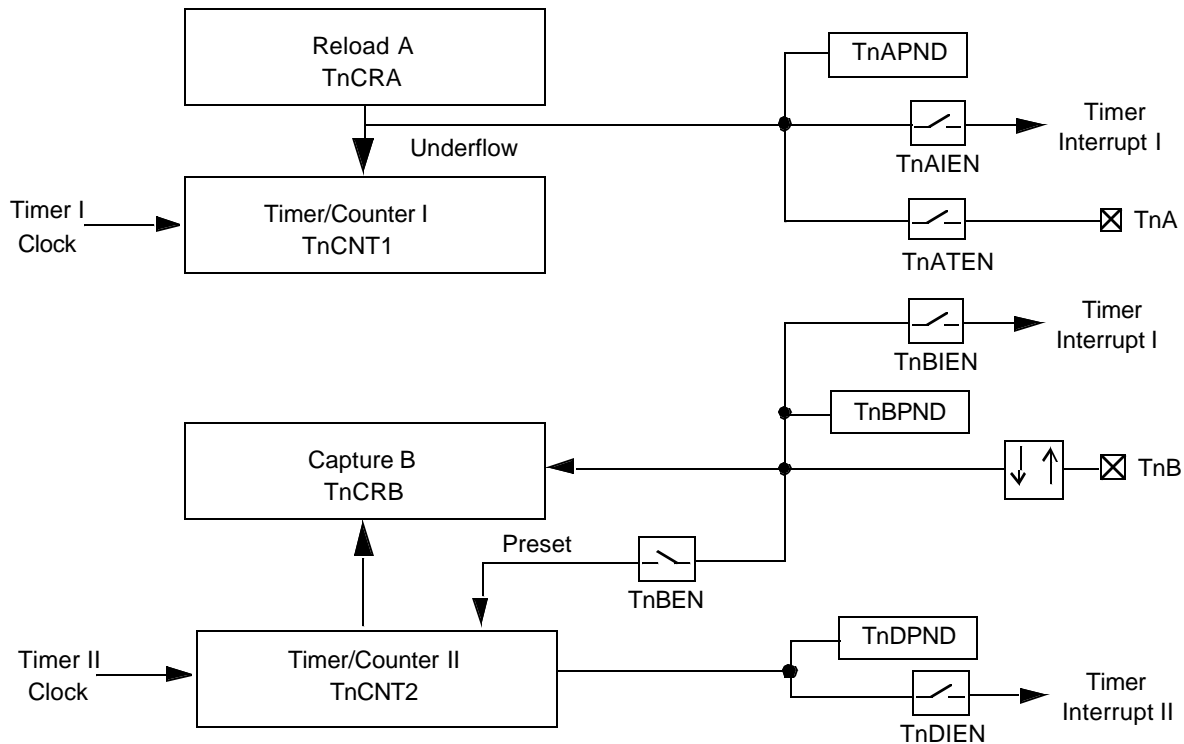 Reload A
TnCRA
TnAPND
Timer
Interrupt I
TnAIEN
Underflow
Timer I
Clock
Timer/Counter I
TnCNT1
TnA
TnATEN
Timer
Interrupt I
TnBIEN
TnBPND
Capture B
TnCRB
TnB
Preset
TnBEN
Timer II
Clock
Timer/Counter II
TnCNT2
TnDPND
Timer
Interrupt II
TnDIEN